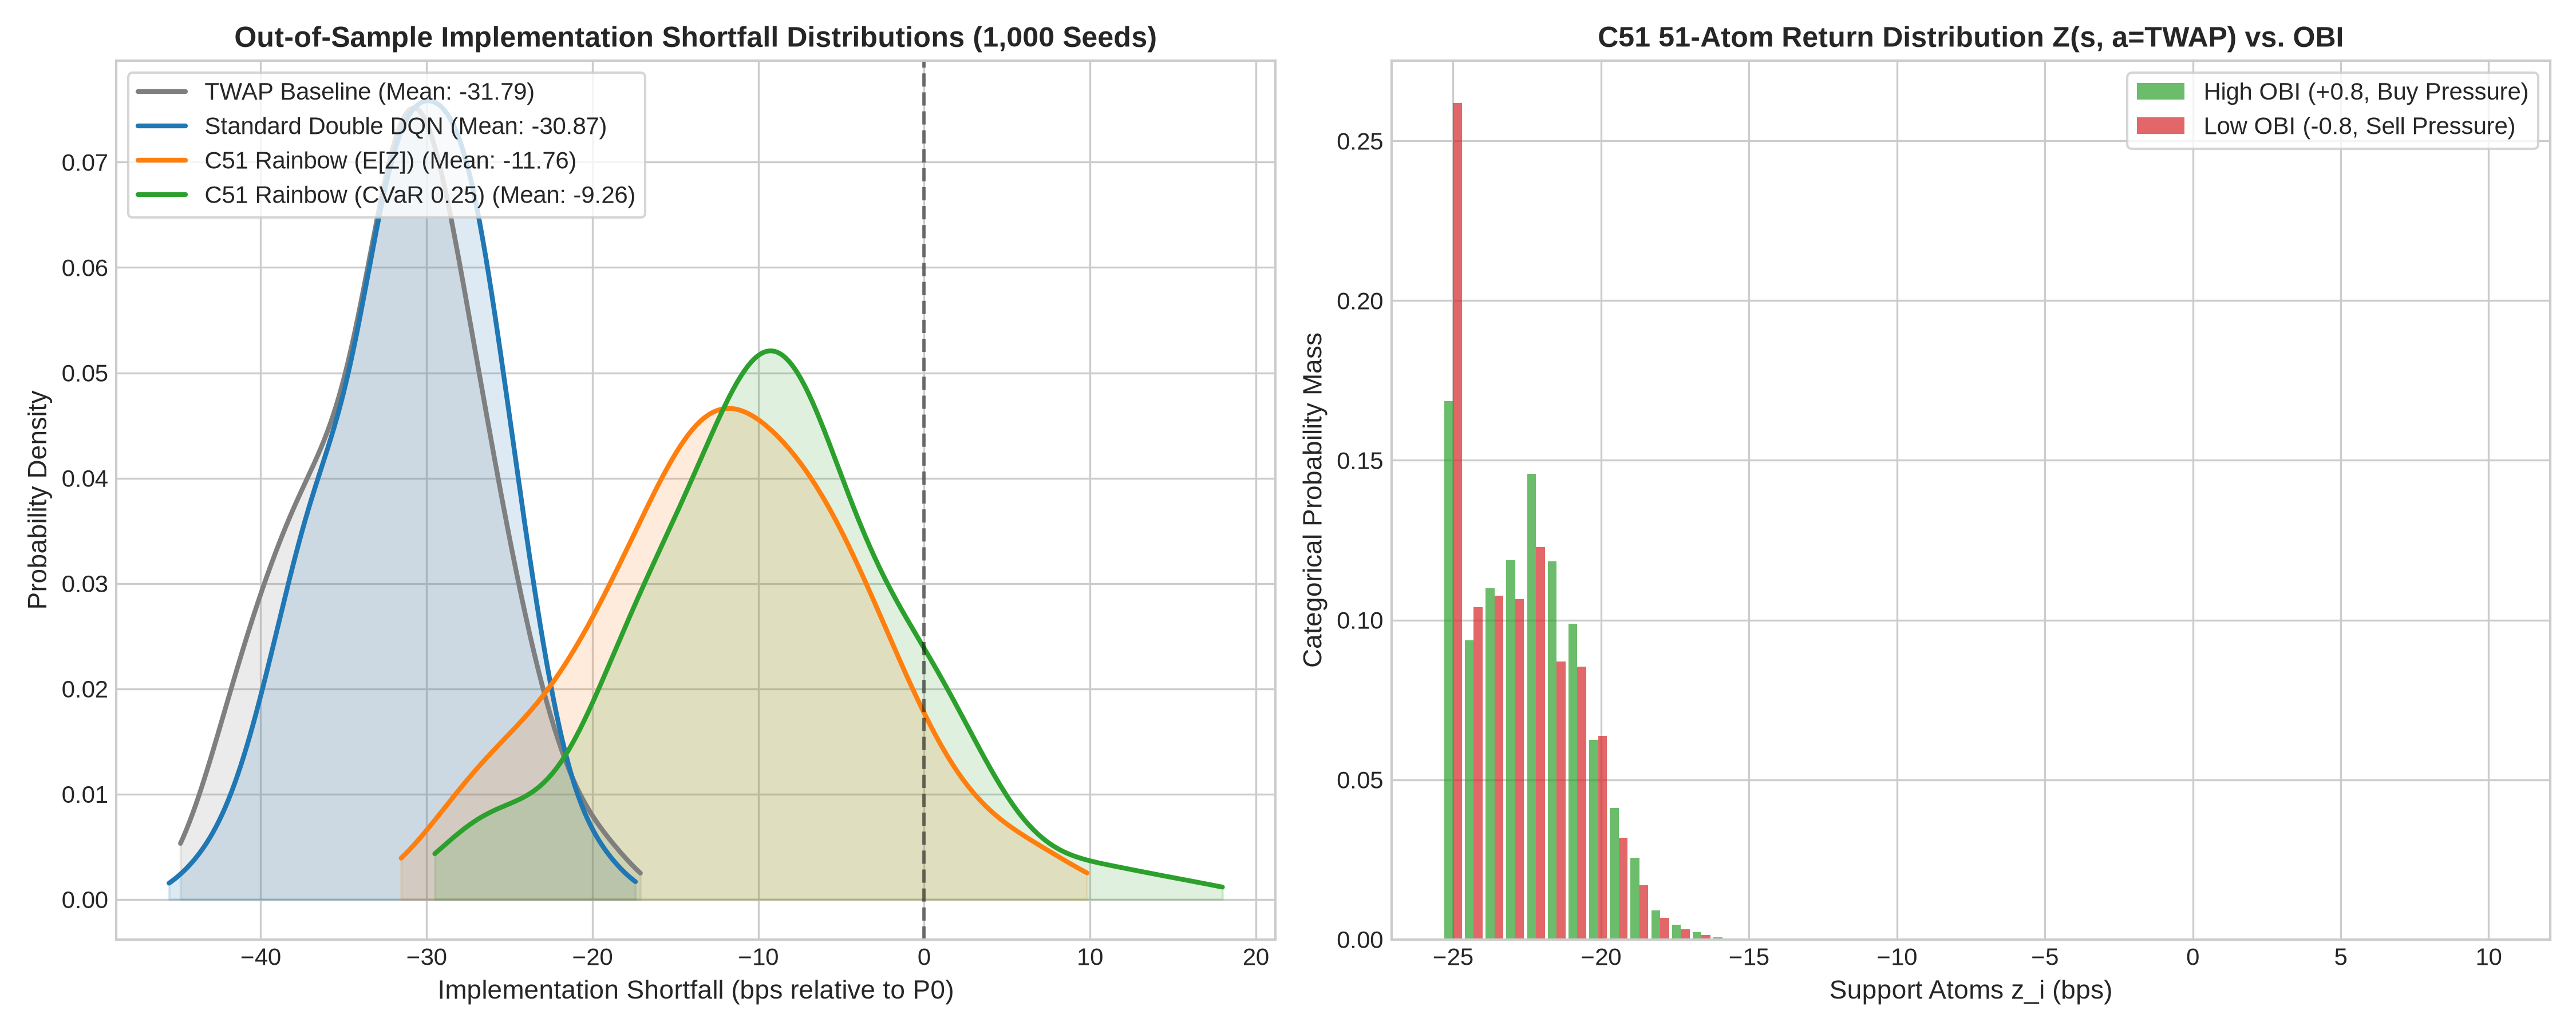 Out-of-Sample Implementation Shortfall Distributions (1,000 Seeds)
TWAP Baseline (Mean: -31.79)
Standard Double DQN (Mean: -30.87)
C51 Rainbow (E[Z]) (Mean: -11.76)
C51 Rainbow (CVaR 0.25) (Mean: -9.26)
Probability Density
0.07
0.06
0.05
0.04
0.03
0.02
0.01
0.00
−40
−30
−20
−10
0
10
20
Implementation Shortfall (bps relative to P0)
C51 51-Atom Return Distribution Z(s, a=TWAP) vs. OBI
High OBI (+0.8, Buy Pressure)
Low OBI (-0.8, Sell Pressure)
Categorical Probability Mass
0.25
0.20
0.15
0.10
0.05
0.00
−25
−20
−15
−10
−5
0
5
10
Support Atoms z_i (bps)